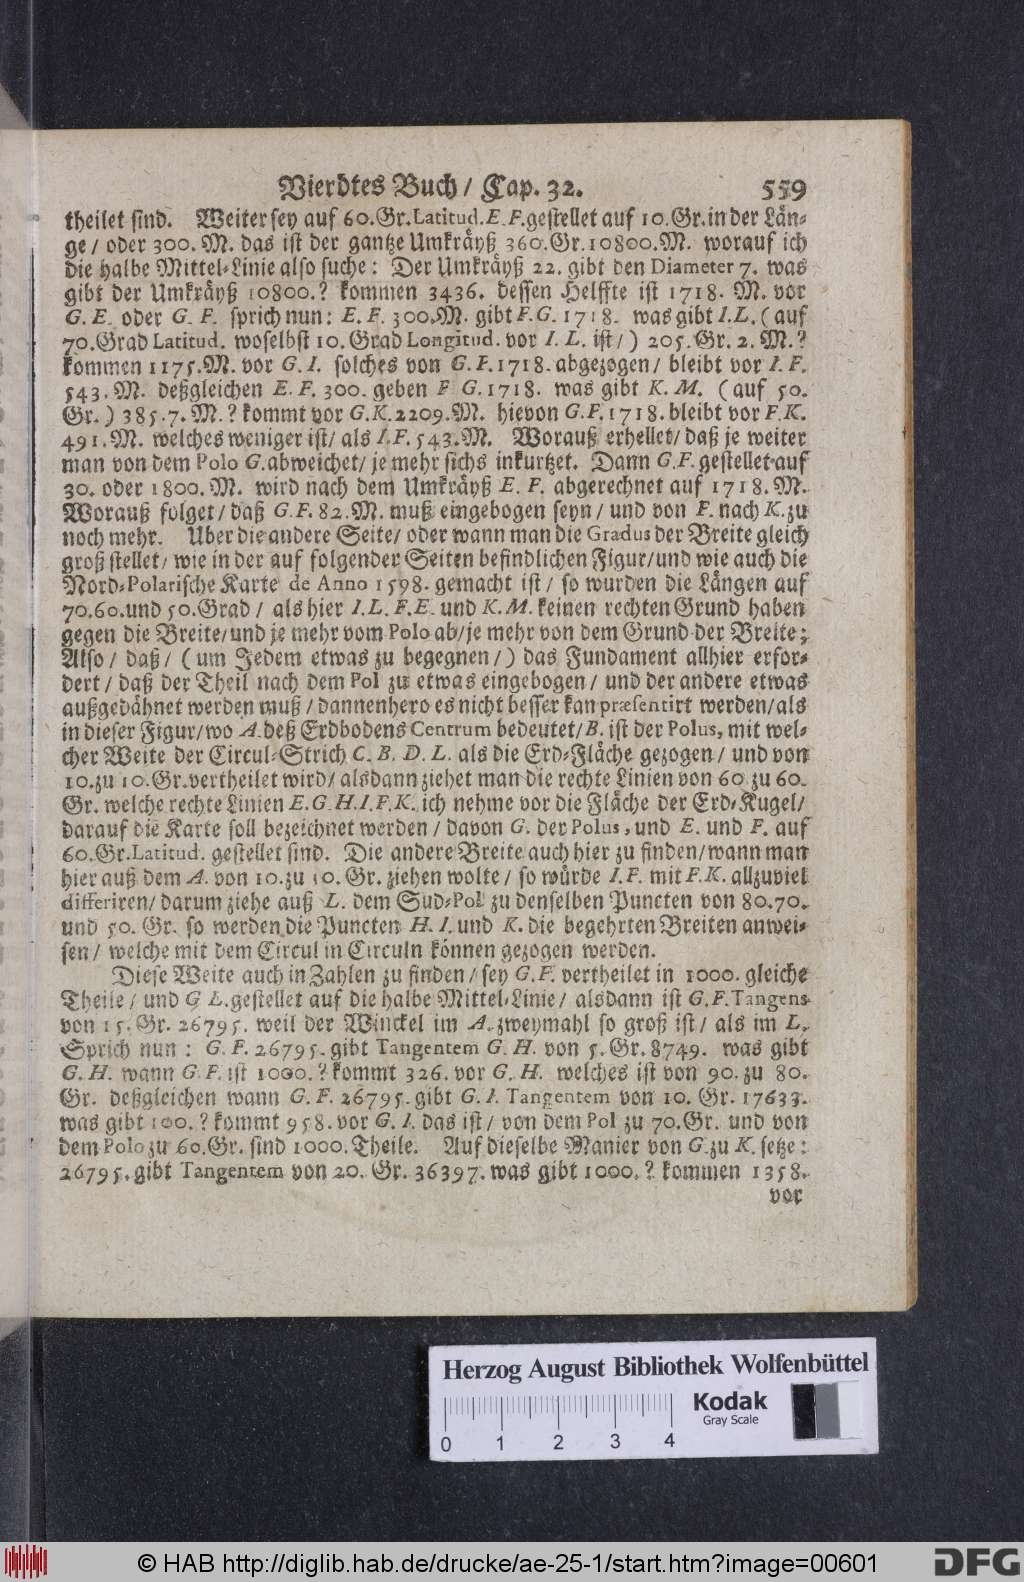 Vierdtes Buch / Cap. 32. 559
theilet sind. Weiter sey auf 60. Gr. Latitud. E. F. gestellet auf 10. Gr. in der Län-
ge / oder 300. M. das ist der gantze Umkräyß 360. Gr. 10800. M. worauf ich
die halbe Mittel-Linie also suche: Der Umkräyß 22. gibt den Diameter 7. was
gibt der Umkräyß 10800.? kommen 3436. dessen Helffte ist 1718. M. vor
G. E. oder G. F. sprich nun: E. F. 300. M. gibt F. G. 1718. was gibt I. L. (auf
70. Grad Latitud. woselbst 10. Grad Longitud. vor I. L. ist /) 205. Gr. 2. M.?
kommen 1175. M. vor G. I. solches von G. F. 1718. abgezogen / bleibt vor I. F.
543. M. deßgleichen E. F. 300. geben F G. 1718. was gibt K. M. (auf 50.
Gr.) 385. 7. M.? kommt vor G. K. 2209. M. hievon G. F. 1718. bleibt vor F. K.
491. M. welches weniger ist / als I. F. 543. M. Worauß erhellet / daß je weiter
man von dem Polo G. abweichet / je mehr sichs inkurtzet. Dann G. F. gestellet auf
30. oder 1800. M. wird nach dem Umkräyß E. F. abgerechnet auf 1718. M.
Worauß folget / daß G. F. 82. M. muß eingebogen seyn / und von F. nach K. zu
noch mehr. Uber die andere Seite / oder wann man die Gradus der Breite gleich
groß stellet / wie in der auf folgender Seiten befindlichen Figur / und wie auch die
Nord-Polarische Karte de Anno 1598. gemacht ist / so wurden die Längen auf
70. 60. und 50. Grad / als hier I. L. F. E. und K. M. keinen rechten Grund haben
gegen die Breite / und je mehr vom Polo ab / je mehr von dem Grund der Breite;
Also / daß / (um Jedem etwas zu begegnen /) das Fundament allhier erfor-
dert / daß der Theil nach dem Pol zu etwas eingebogen / und der andere etwas
außgedähnet werden muß / dannenhero es nicht besser kan præsentirt werden / als
in dieser Figur / wo A. deß Erdbodens Centrum bedeutet / B. ist der Polus, mit wel-
cher Weite der Circul-Strich C. B. D. L. als die Erd-Fläche gezogen / und von
10. zu 10. Gr. vertheilet wird / alsdann ziehet man die rechte Linien von 60. zu 60.
Gr. welche rechte Linien E. G. H. I. F. K. ich nehme vor die Fläche der Erd-Kugel /
darauf die Karte soll bezeichnet werden / davon G. der Polus, und E. und F. auf
60. Gr. Latitud. gestellet sind. Die andere Breite auch hier zu finden / wann man
hier auß dem A. von 10. zu 10. Gr. ziehen wolte / so würde I. F. mit F. K. allzuviel
differiren / darum ziehe auß L. dem Sud-Pol zu denselben Puncten von 80. 70.
und 50. Gr. so werden die Puncten H. I. und K. die begehrten Breiten anwei-
sen / welche mit dem Circul in Circuln können gezogen werden.
Diese Weite auch in Zahlen zu finden / sey G. F. vertheilet in 1000. gleiche
Theile / und G L. gestellet auf die halbe Mittel-Linie / alsdann ist G. F. Tangens
von 15. Gr. 26795. weil der Winckel im A. zweymahl so groß ist / als im L.
Sprich nun: G. F. 26795. gibt Tangentem G. H. von 5. Gr. 8749. was gibt
G. H. wann G. F. ist 1000.? kommt 326. vor G. H. welches ist von 90. zu 80.
Gr. deßgleichen wann G. F. 26795. gibt G. I. Tangentem von 10. Gr. 17633.
was gibt 100.? kommt 958. vor G. I. das ist / von dem Pol zu 70. Gr. und von
dem Polo zu 60. Gr. sind 1000. Theile. Auf dieselbe Manier von G. zu K. setze:
26795. gibt Tangentem von 20. Gr. 36397. was gibt 1000.? kommen 1358.
vor
Herzog August Bibliothek Wolfenbüttel
Kodak
Gray Scale
0 1 2 3 4
© HAB http://diglib.hab.de/drucke/ae-25-1/start.htm?image=00601
DFG